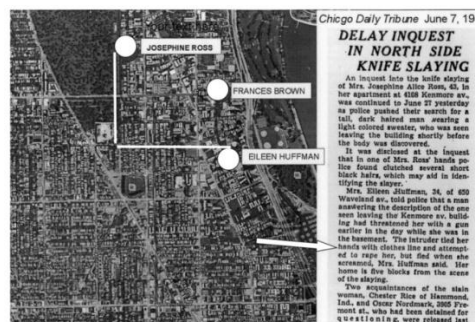 JOSEPHINE ROSS
FRANCES BROWN
EILEEN HUFFMAN
Chicgo Daily Tribune June 7, 19
DELAY INQUEST
IN NORTH SIDE
KNIFE SLAYING
An inquest into the knife slaying
of Mrs. Josephine Alice Ross, 43, in
her apartment at 4108 Kenmore av.,
was continued to June 27 yesterday
as police pushed their search for a
tall, dark haired man wearing a
light colored sweater, who was seen
leaving the building shortly before
the body was discovered.
It was disclosed at the inquest
that in one of Mrs. Ross' hands po-
lice found clutched several short
black hairs, which may aid in iden-
tifying the slayer.
Mrs. Eileen Huffman, 34, of 650
Waveland av., told police that a man
answering the description of the one
seen leaving the Kenmore av. build-
ing had threatened her with a gun
earlier in the day while she was in
the basement. The intruder tied her
hands with clothes line and attempt-
ed to rape her, but fled when she
screamed, Mrs. Huffman said. Her
home is five blocks from the scene
of the slaying.
Two acquaintances of the slain
woman, Chester Rice of Hammond,
Ind., and Oscar Nordmark, 3905 Fre-
mont st., who had been detained for
questioning, were released last